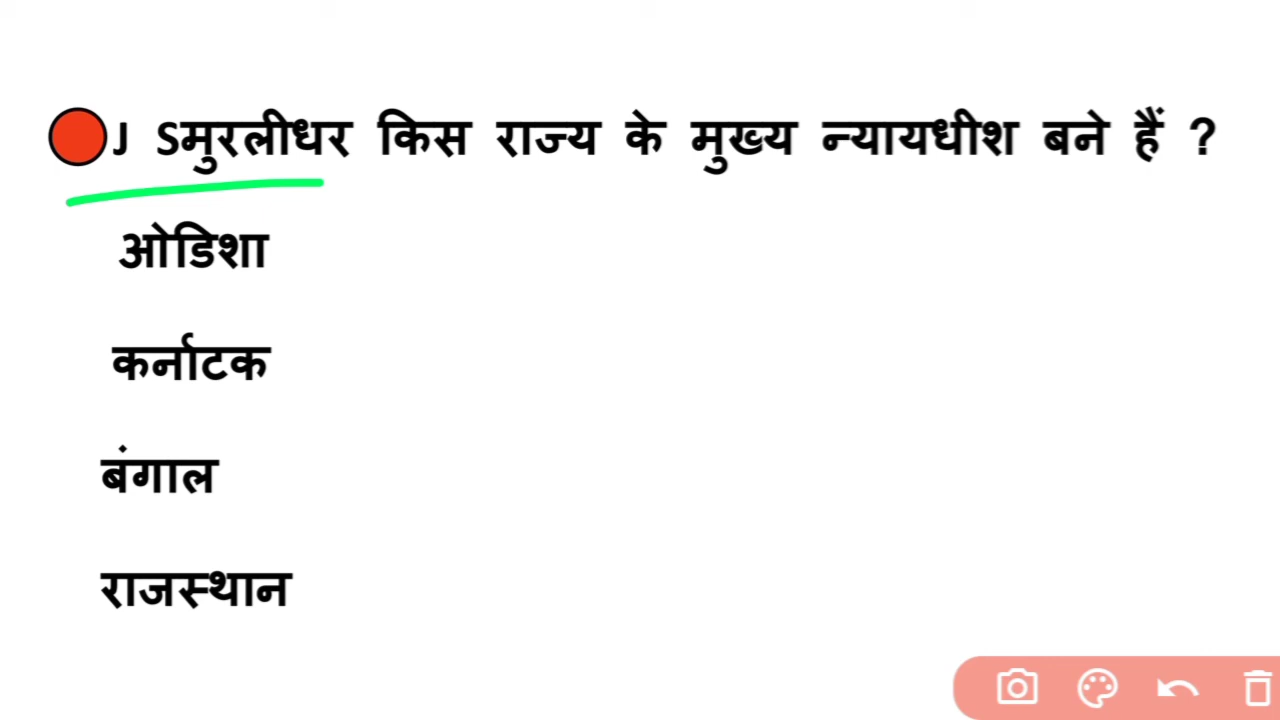 J Sमुरलीधर किस राज्य के मुख्य न्यायधीश बने हैं ?
ओडिशा
कर्नाटक
बंगाल
राजस्थान